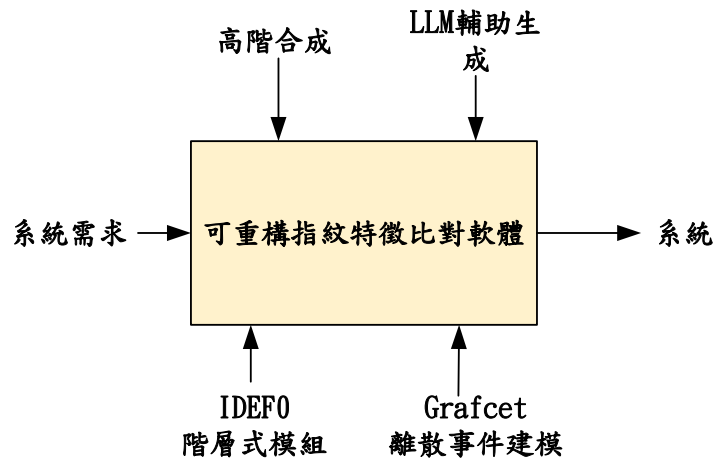 高階合成
LLM輔助生
成
系統需求
可重構指紋特徵比對軟體
系統
IDEF0
階層式模組
Grafcet
離散事件建模